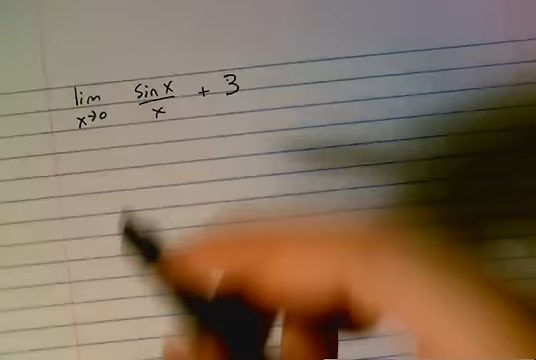 lim sin x / x + 3
x→0